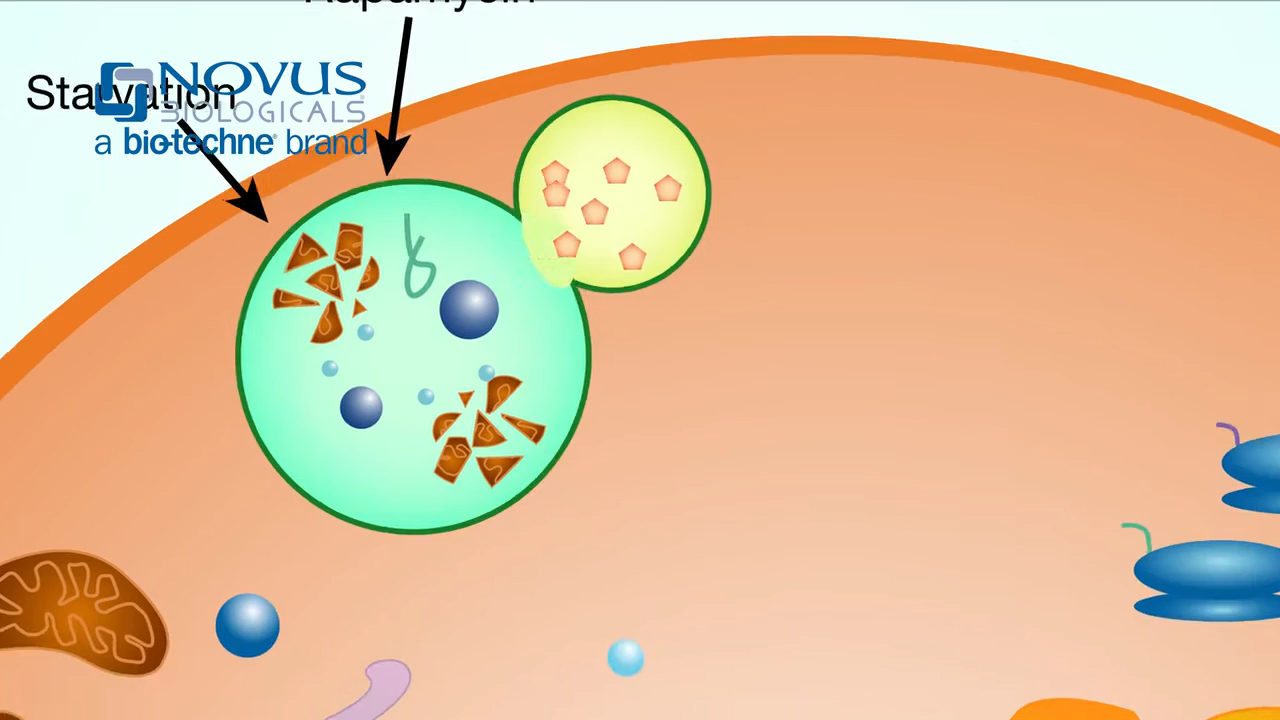 Rapamycin
Starvation
NOVUS
BIOLOGICALS
a bio-techne® brand